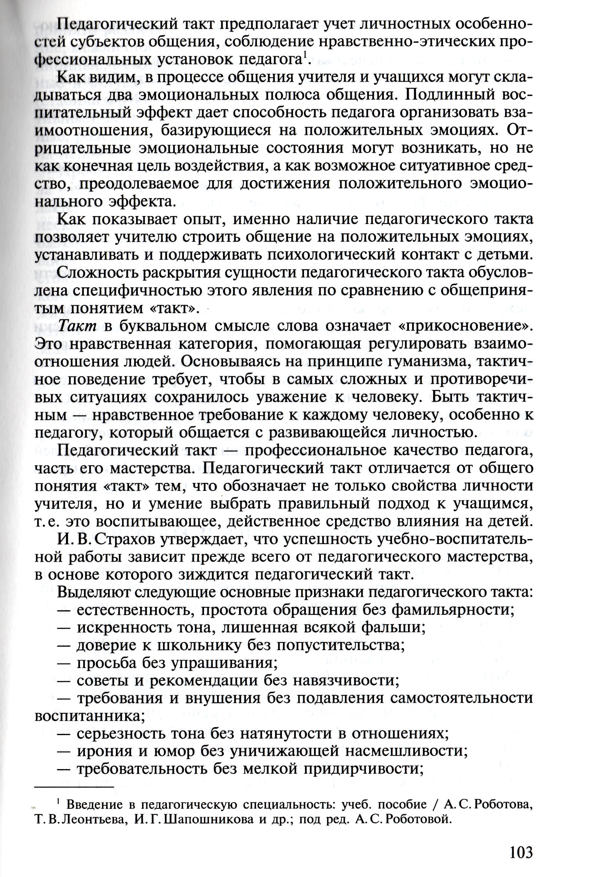 Педагогический такт предполагает учет личностных особенно-
стей субъектов общения, соблюдение нравственно-этических про-
фессиональных установок педагога¹.
Как видим, в процессе общения учителя и учащихся могут скла-
дываться два эмоциональных полюса общения. Подлинный вос-
питательный эффект дает способность педагога организовать вза-
имоотношения, базирующиеся на положительных эмоциях. От-
рицательные эмоциональные состояния могут возникать, но не
как конечная цель воздействия, а как возможное ситуативное сред-
ство, преодолеваемое для достижения положительного эмоцио-
нального эффекта.
Как показывает опыт, именно наличие педагогического такта
позволяет учителю строить общение на положительных эмоциях,
устанавливать и поддерживать психологический контакт с детьми.
Сложность раскрытия сущности педагогического такта обуслов-
лена специфичностью этого явления по сравнению с общеприня-
тым понятием «такт».
Такт в буквальном смысле слова означает «прикосновение».
Это нравственная категория, помогающая регулировать взаимо-
отношения людей. Основываясь на принципе гуманизма, тактич-
ное поведение требует, чтобы в самых сложных и противоречи-
вых ситуациях сохранилось уважение к человеку. Быть тактич-
ным — нравственное требование к каждому человеку, особенно к
педагогу, который общается с развивающейся личностью.
Педагогический такт — профессиональное качество педагога,
часть его мастерства. Педагогический такт отличается от общего
понятия «такт» тем, что обозначает не только свойства личности
учителя, но и умение выбрать правильный подход к учащимся,
т. е. это воспитывающее, действенное средство влияния на детей.
И. В. Страхов утверждает, что успешность учебно-воспитатель-
ной работы зависит прежде всего от педагогического мастерства,
в основе которого зиждится педагогический такт.
Выделяют следующие основные признаки педагогического такта:
— естественность, простота обращения без фамильярности;
— искренность тона, лишенная всякой фальши;
— доверие к школьнику без попустительства;
— просьба без упрашивания;
— советы и рекомендации без навязчивости;
— требования и внушения без подавления самостоятельности
воспитанника;
— серьезность тона без натянутости в отношениях;
— ирония и юмор без уничижающей насмешливости;
— требовательность без мелкой придирчивости;
¹ Введение в педагогическую специальность: учеб. пособие / А. С. Роботова,
Т. В. Леонтьева, И. Г. Шапошникова и др.; под ред. А. С. Роботовой.
103